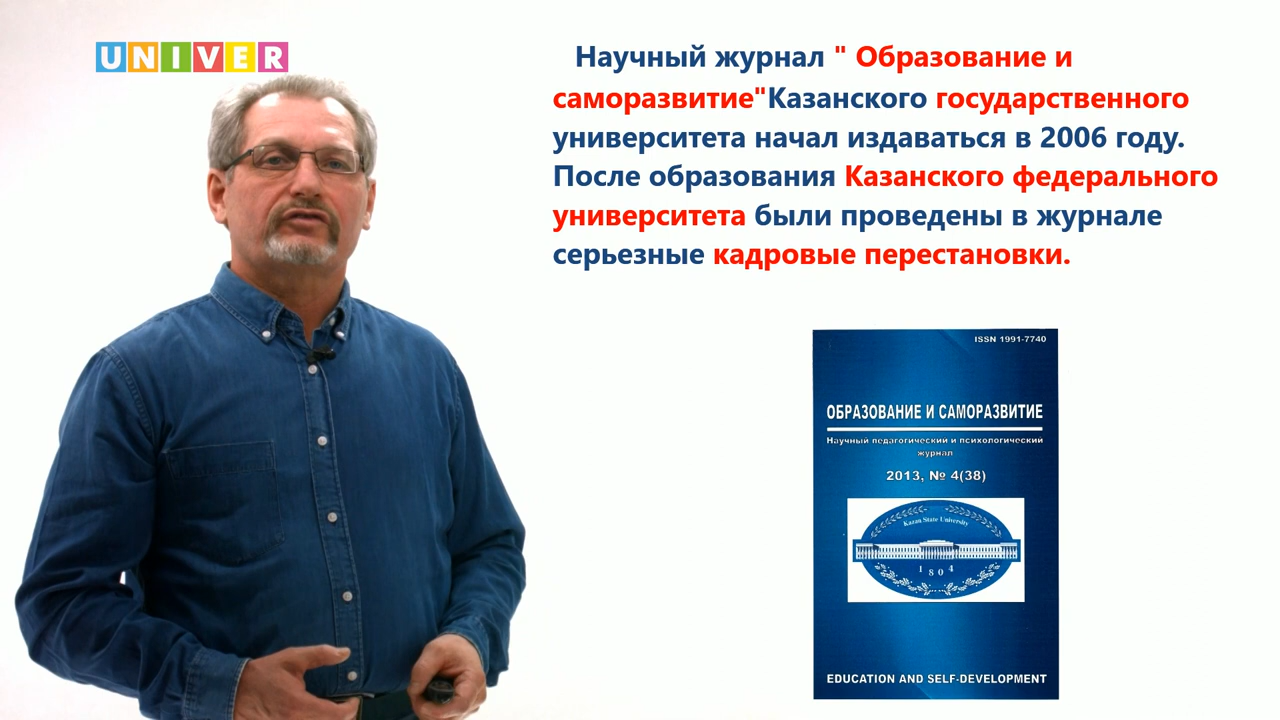 UNIVER
Научный журнал " Образование и
саморазвитие"Казанского государственного
университета начал издаваться в 2006 году.
После образования Казанского федерального
университета были проведены в журнале
серьезные кадровые перестановки.
ISSN 1991-7740
ОБРАЗОВАНИЕ И САМОРАЗВИТИЕ
Научный педагогический и психологический
журнал
2013, № 4(38)
Kazan State University
1804
EDUCATION AND SELF-DEVELOPMENT